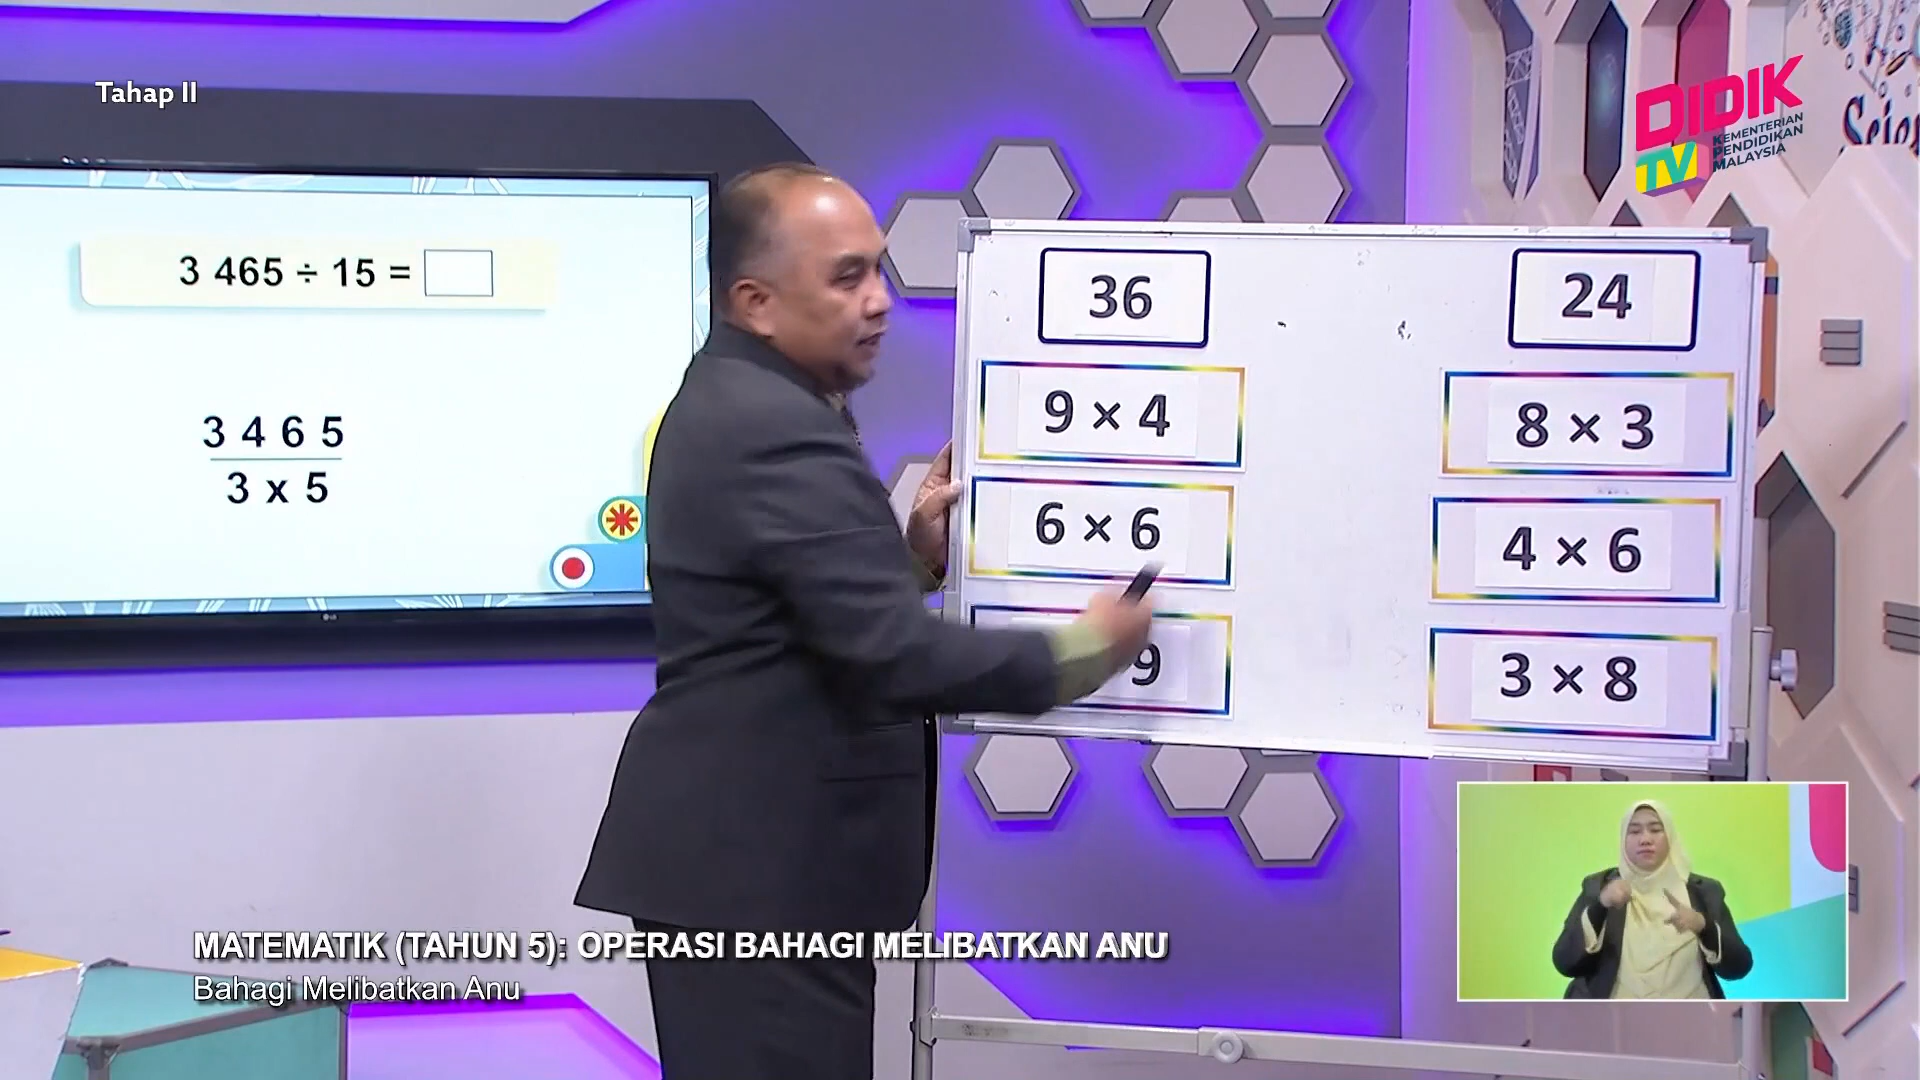 Tahap II
DIDIK
TV
KEMENTERIAN
PENDIDIKAN
MALAYSIA
3 465 ÷ 15 =
3 4 6 5
3 x 5
36
9 × 4
6 × 6
9
24
8 × 3
4 × 6
3 × 8
MATEMATIK (TAHUN 5): OPERASI BAHAGI MELIBATKAN ANU
Bahagi Melibatkan Anu